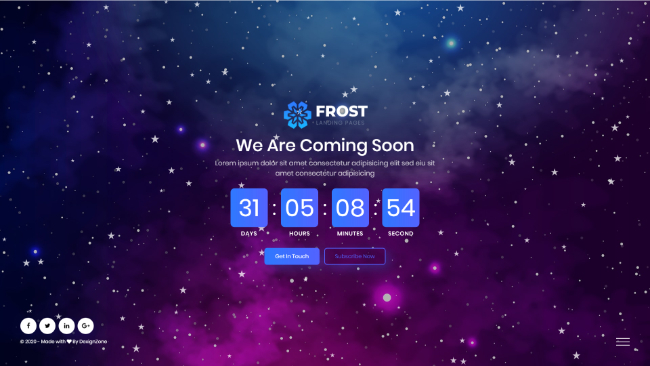 FROST
LANDING PAGES
We Are Coming Soon
Lorem ipsum dolor sit amet consectetur adipisicing elit sed eiu sit
amet consectetur adipisicing
31 : 05 : 08 : 54
DAYS HOURS MINUTES SECOND
Get In Touch Subscribe Now
f in G+
© 2020 - Made with By DexignZone